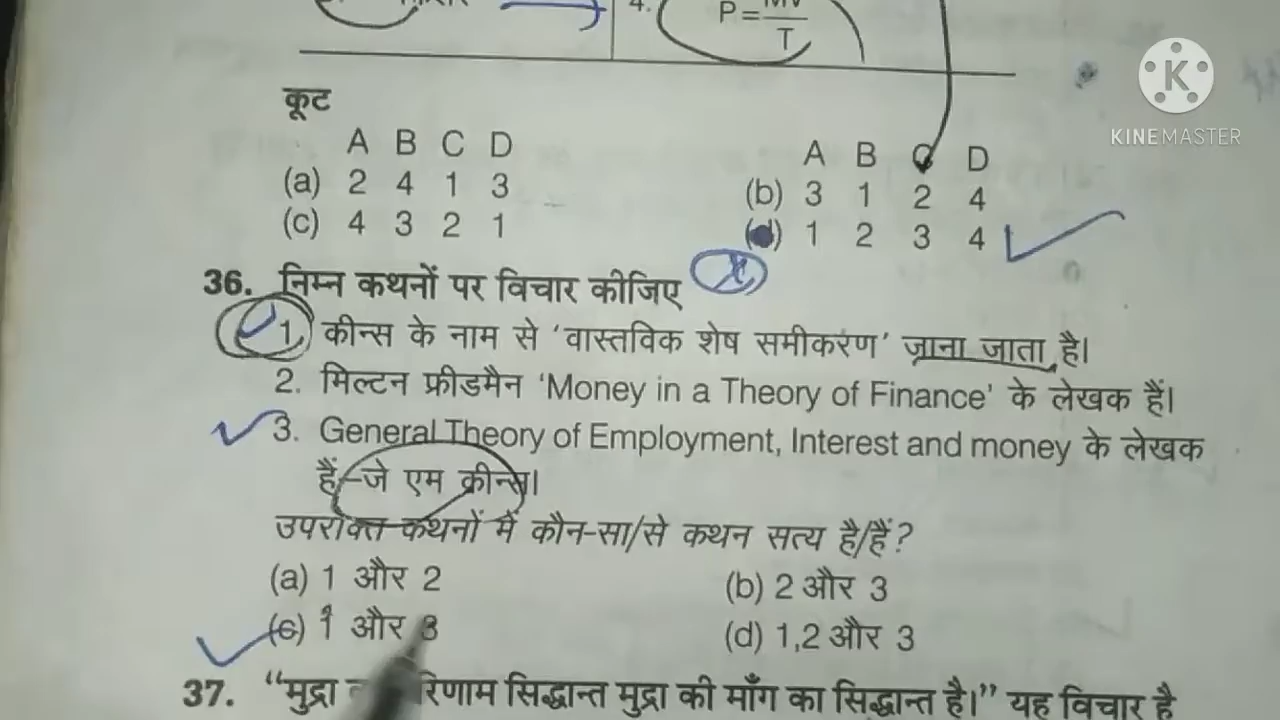 4.
P=MV
T
K
KINEMASTER
कूट
A B C D
(a) 2 4 1 3
(c) 4 3 2 1
A B C D
(b) 3 1 2 4
(d) 1 2 3 4
36. निम्न कथनों पर विचार कीजिए
1. कीन्स के नाम से ‘वास्तविक शेष समीकरण’ जाना जाता है।
2. मिल्टन फ्रीडमैन ‘Money in a Theory of Finance’ के लेखक हैं।
3. General Theory of Employment, Interest and money के लेखक
हैं–जे एम कीन्स।
उपरोक्त कथनों में कौन-सा/से कथन सत्य है/हैं?
(a) 1 और 2
(b) 2 और 3
(c) 1 और 3
(d) 1,2 और 3
37. “मुद्रा सिद्धान्त मुद्रा की माँग का सिद्धान्त है।” यह विचार है